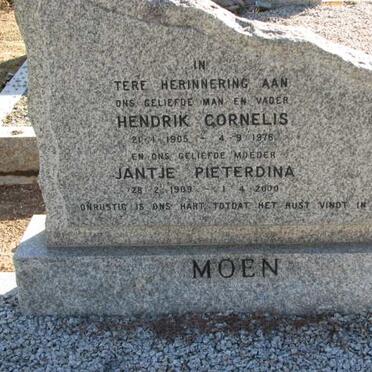 IN
TERE HERINNERING AAN
ONS GELIEFDE MAN EN VADER
HENDRIK CORNELIS
21·1·1905 - 4·9·1976
EN ONS GELIEFDE MOEDER
JANTJE PIETERDINA
28·2·1909 - 1·4·2000
ONRUSTIG IS ONS HART, TOTDAT HET RUST VINDT IN
MOEN